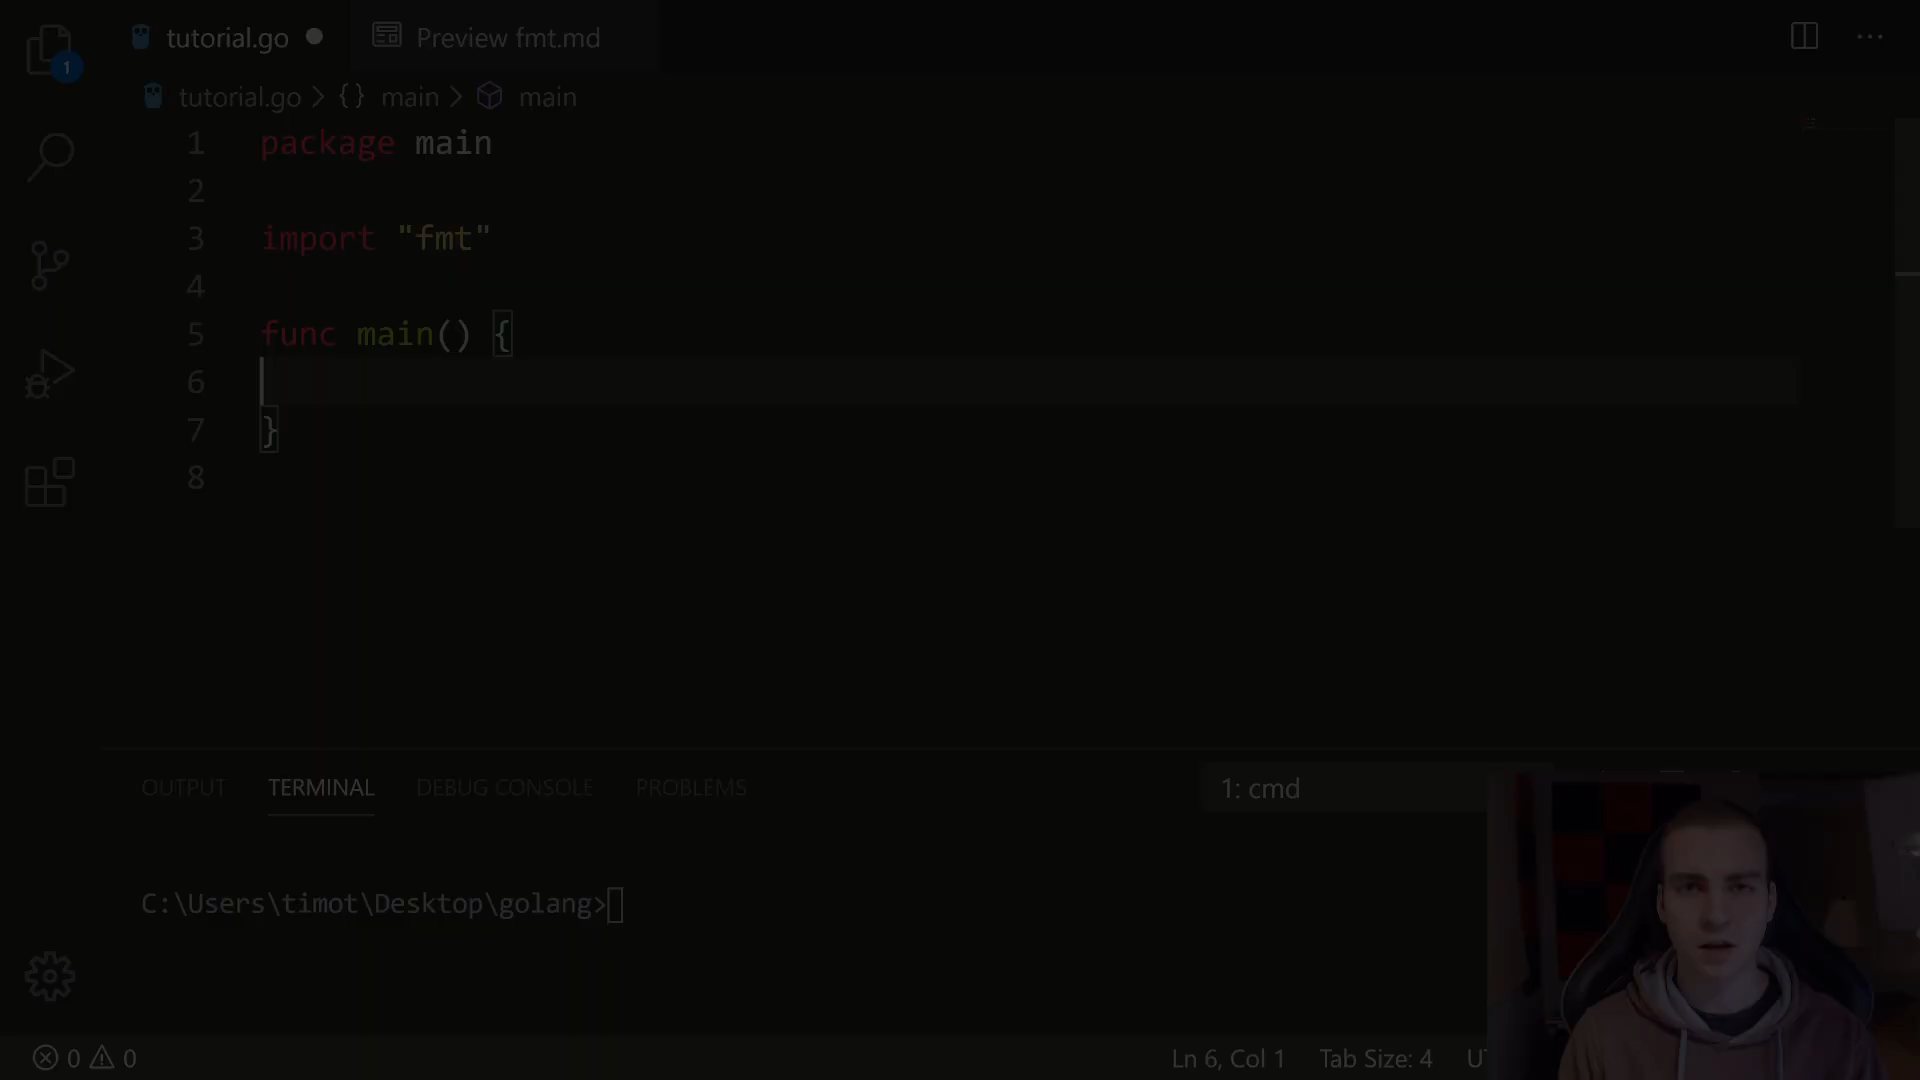 tutorial.go
Preview fmt.md
1
tutorial.go > {} main > main
1 package main
2
3 import "fmt"
4
5 func main() {
6
7 }
8
OUTPUT TERMINAL DEBUG CONSOLE PROBLEMS 1: cmd
C:\Users\timot\Desktop\golang>
0 0 Ln 6, Col 1 Tab Size: 4